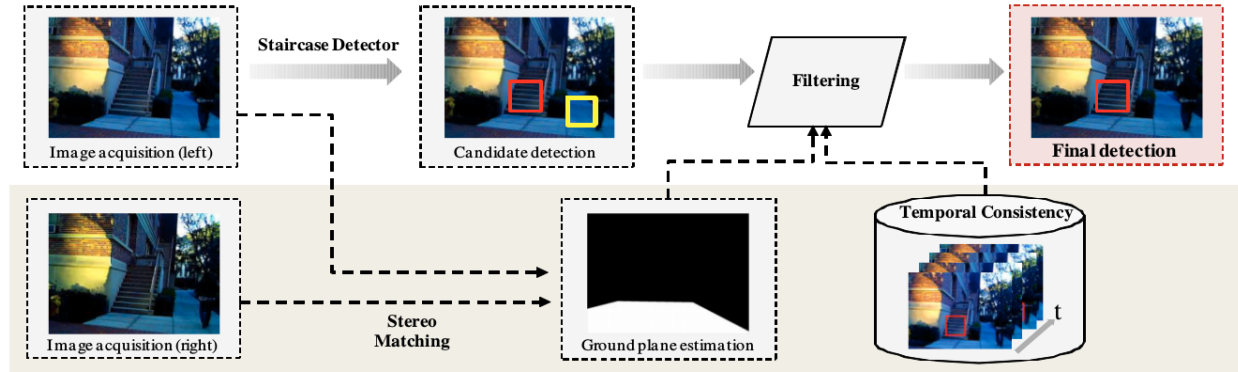 Staircase Detector
Filtering
Image acquisition (left)
Candidate detection
Final detection
Temporal Consistency
t
Stereo
Matching
Image acquisition (right)
Ground plane estimation